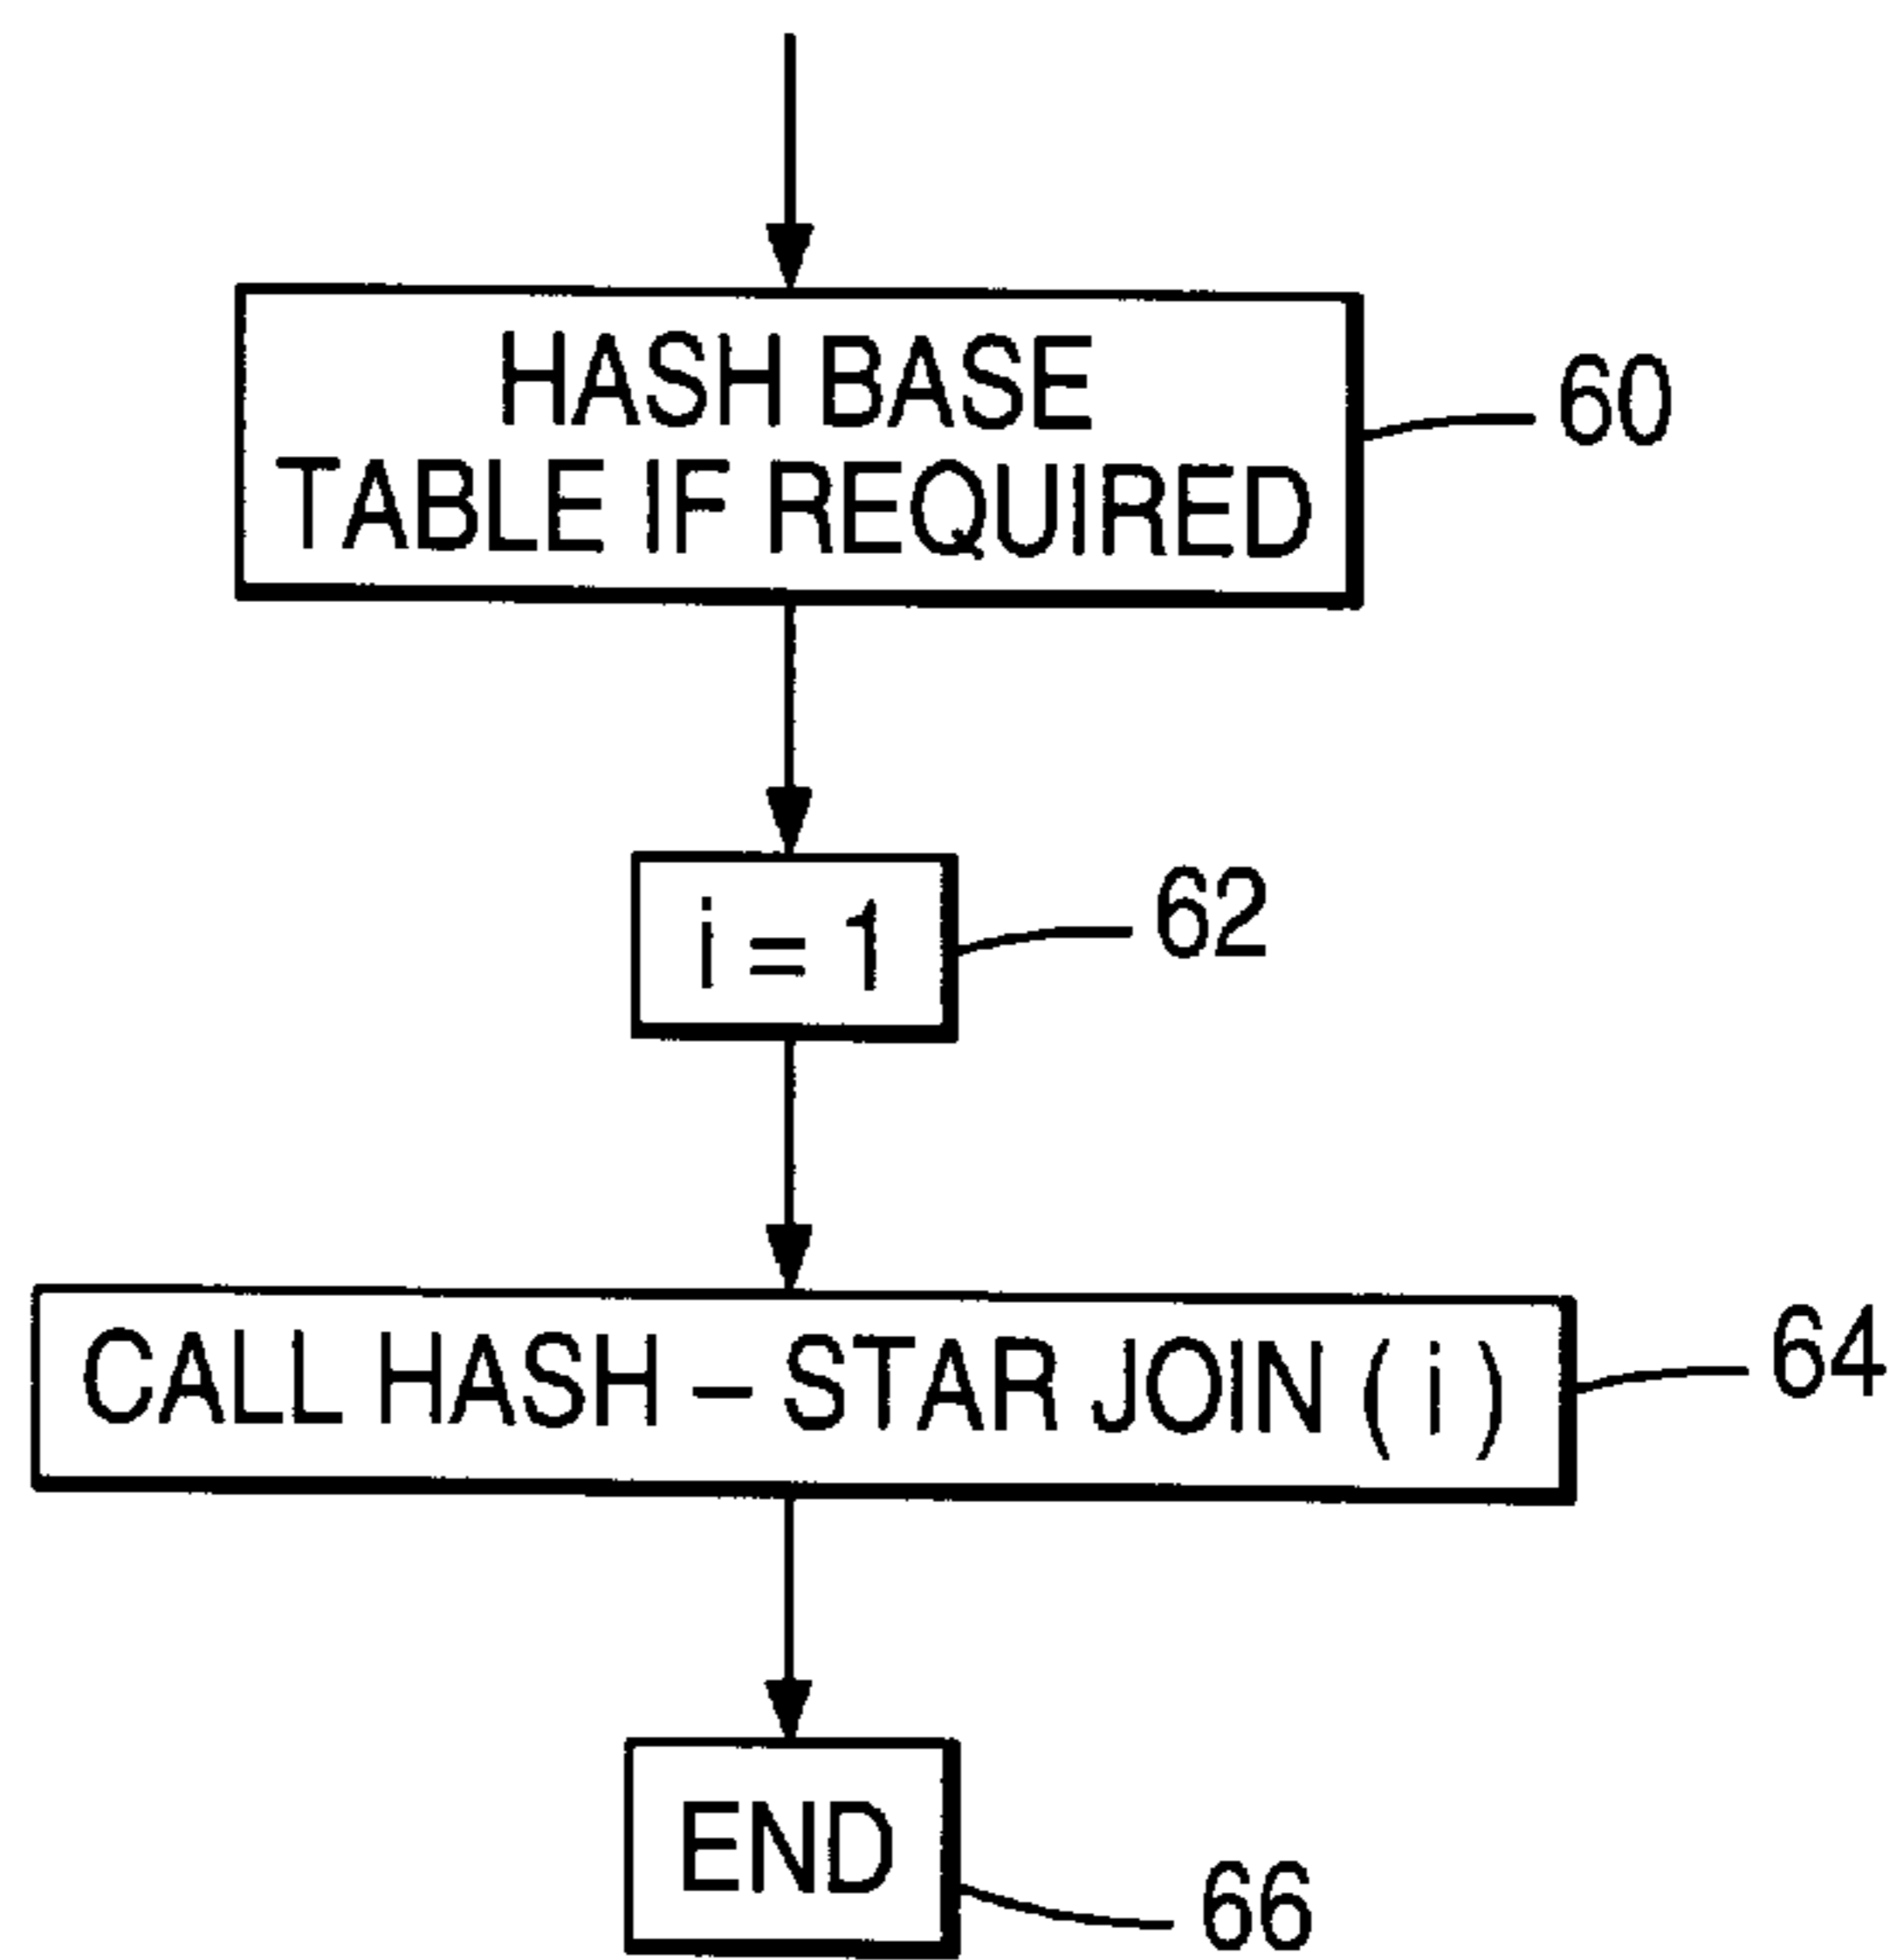 HASH BASE
TABLE IF REQUIRED
60
i = 1
62
CALL HASH – STAR JOIN ( i )
64
END
66